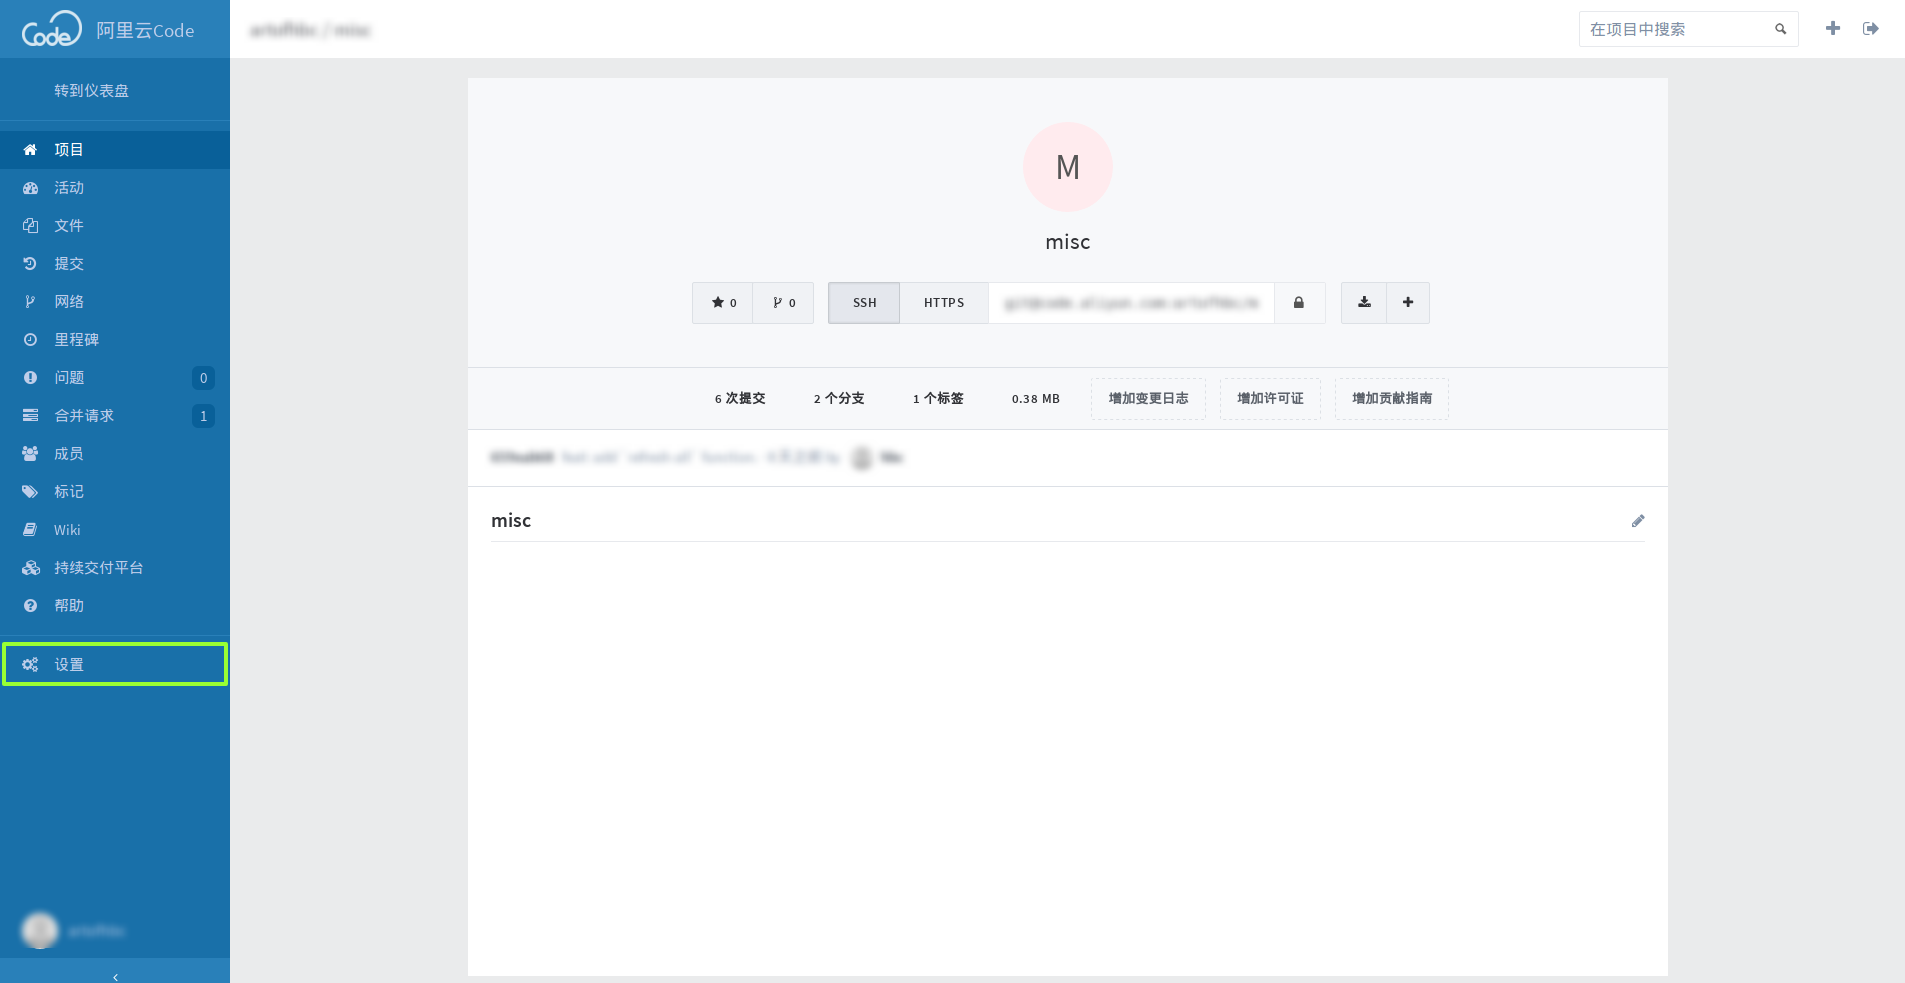 Code 阿里云Code
转到仪表盘
项目
活动
文件
提交
网络
里程碑
问题 0
合并请求 1
成员
标记
Wiki
持续交付平台
帮助
设置
在项目中搜索
M
misc
0 0 SSH HTTPS
6 次提交 2 个分支 1 个标签 0.38 MB 增加变更日志 增加许可证 增加贡献指南
misc